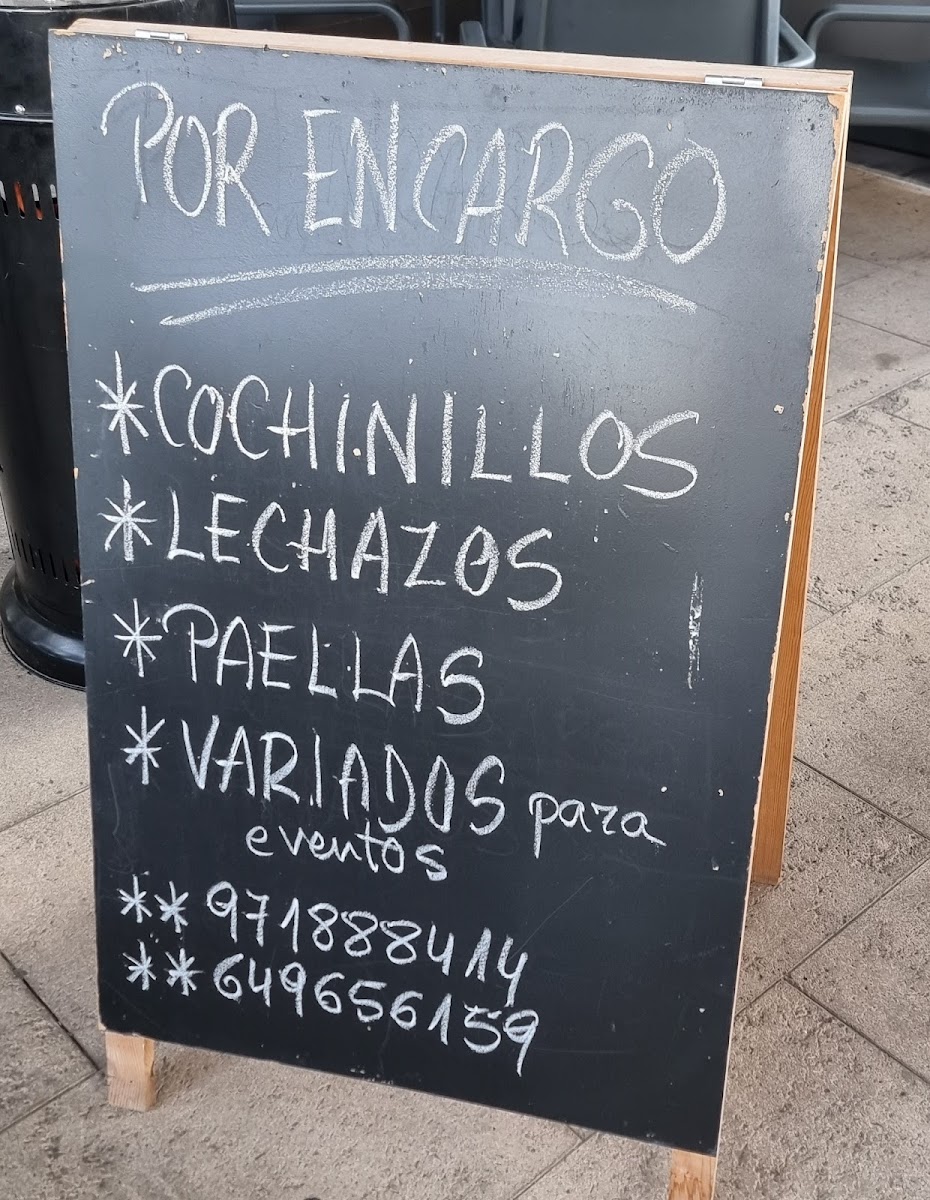 POR ENCARGO
*COCHINILLOS
*LECHAZOS
*PAELLAS
*VARIADOS para
eventos
** 971888414
** 649656159